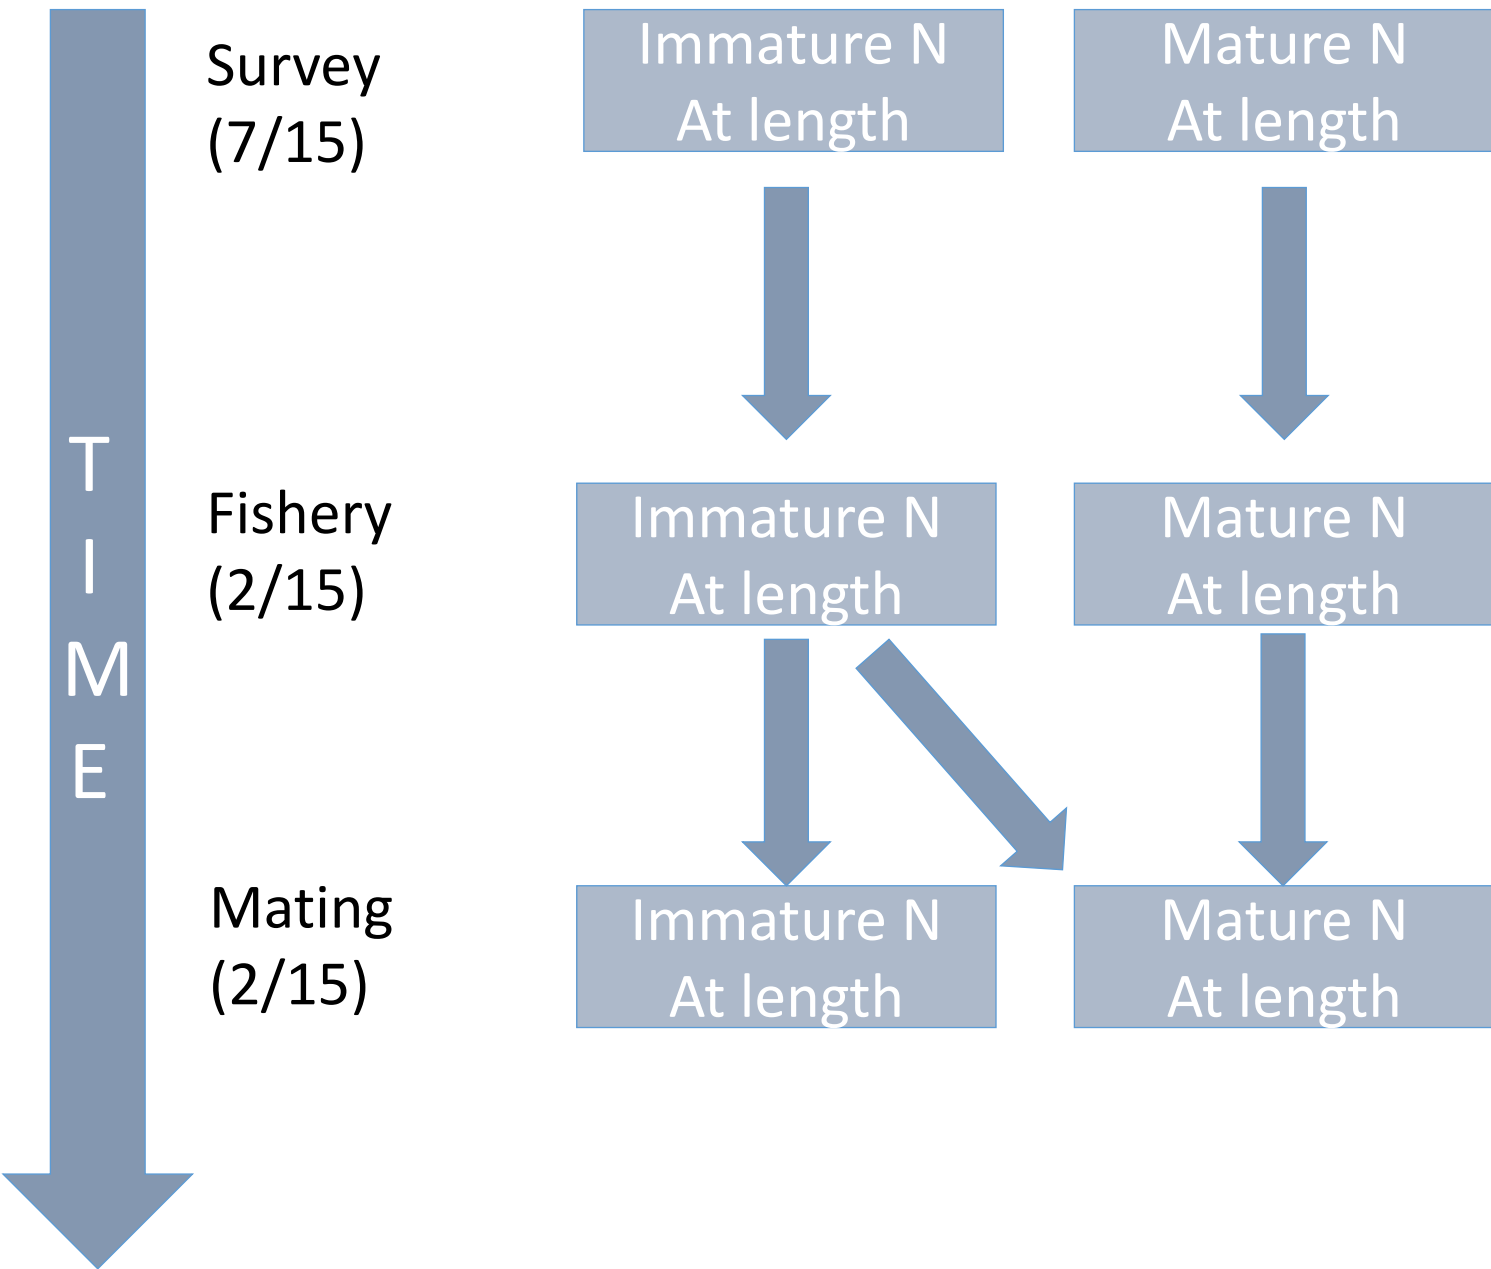 Survey
(7/15)
Immature N
At length
Mature N
At length
T
I
M
E
Fishery
(2/15)
Immature N
At length
Mature N
At length
Mating
(2/15)
Immature N
At length
Mature N
At length